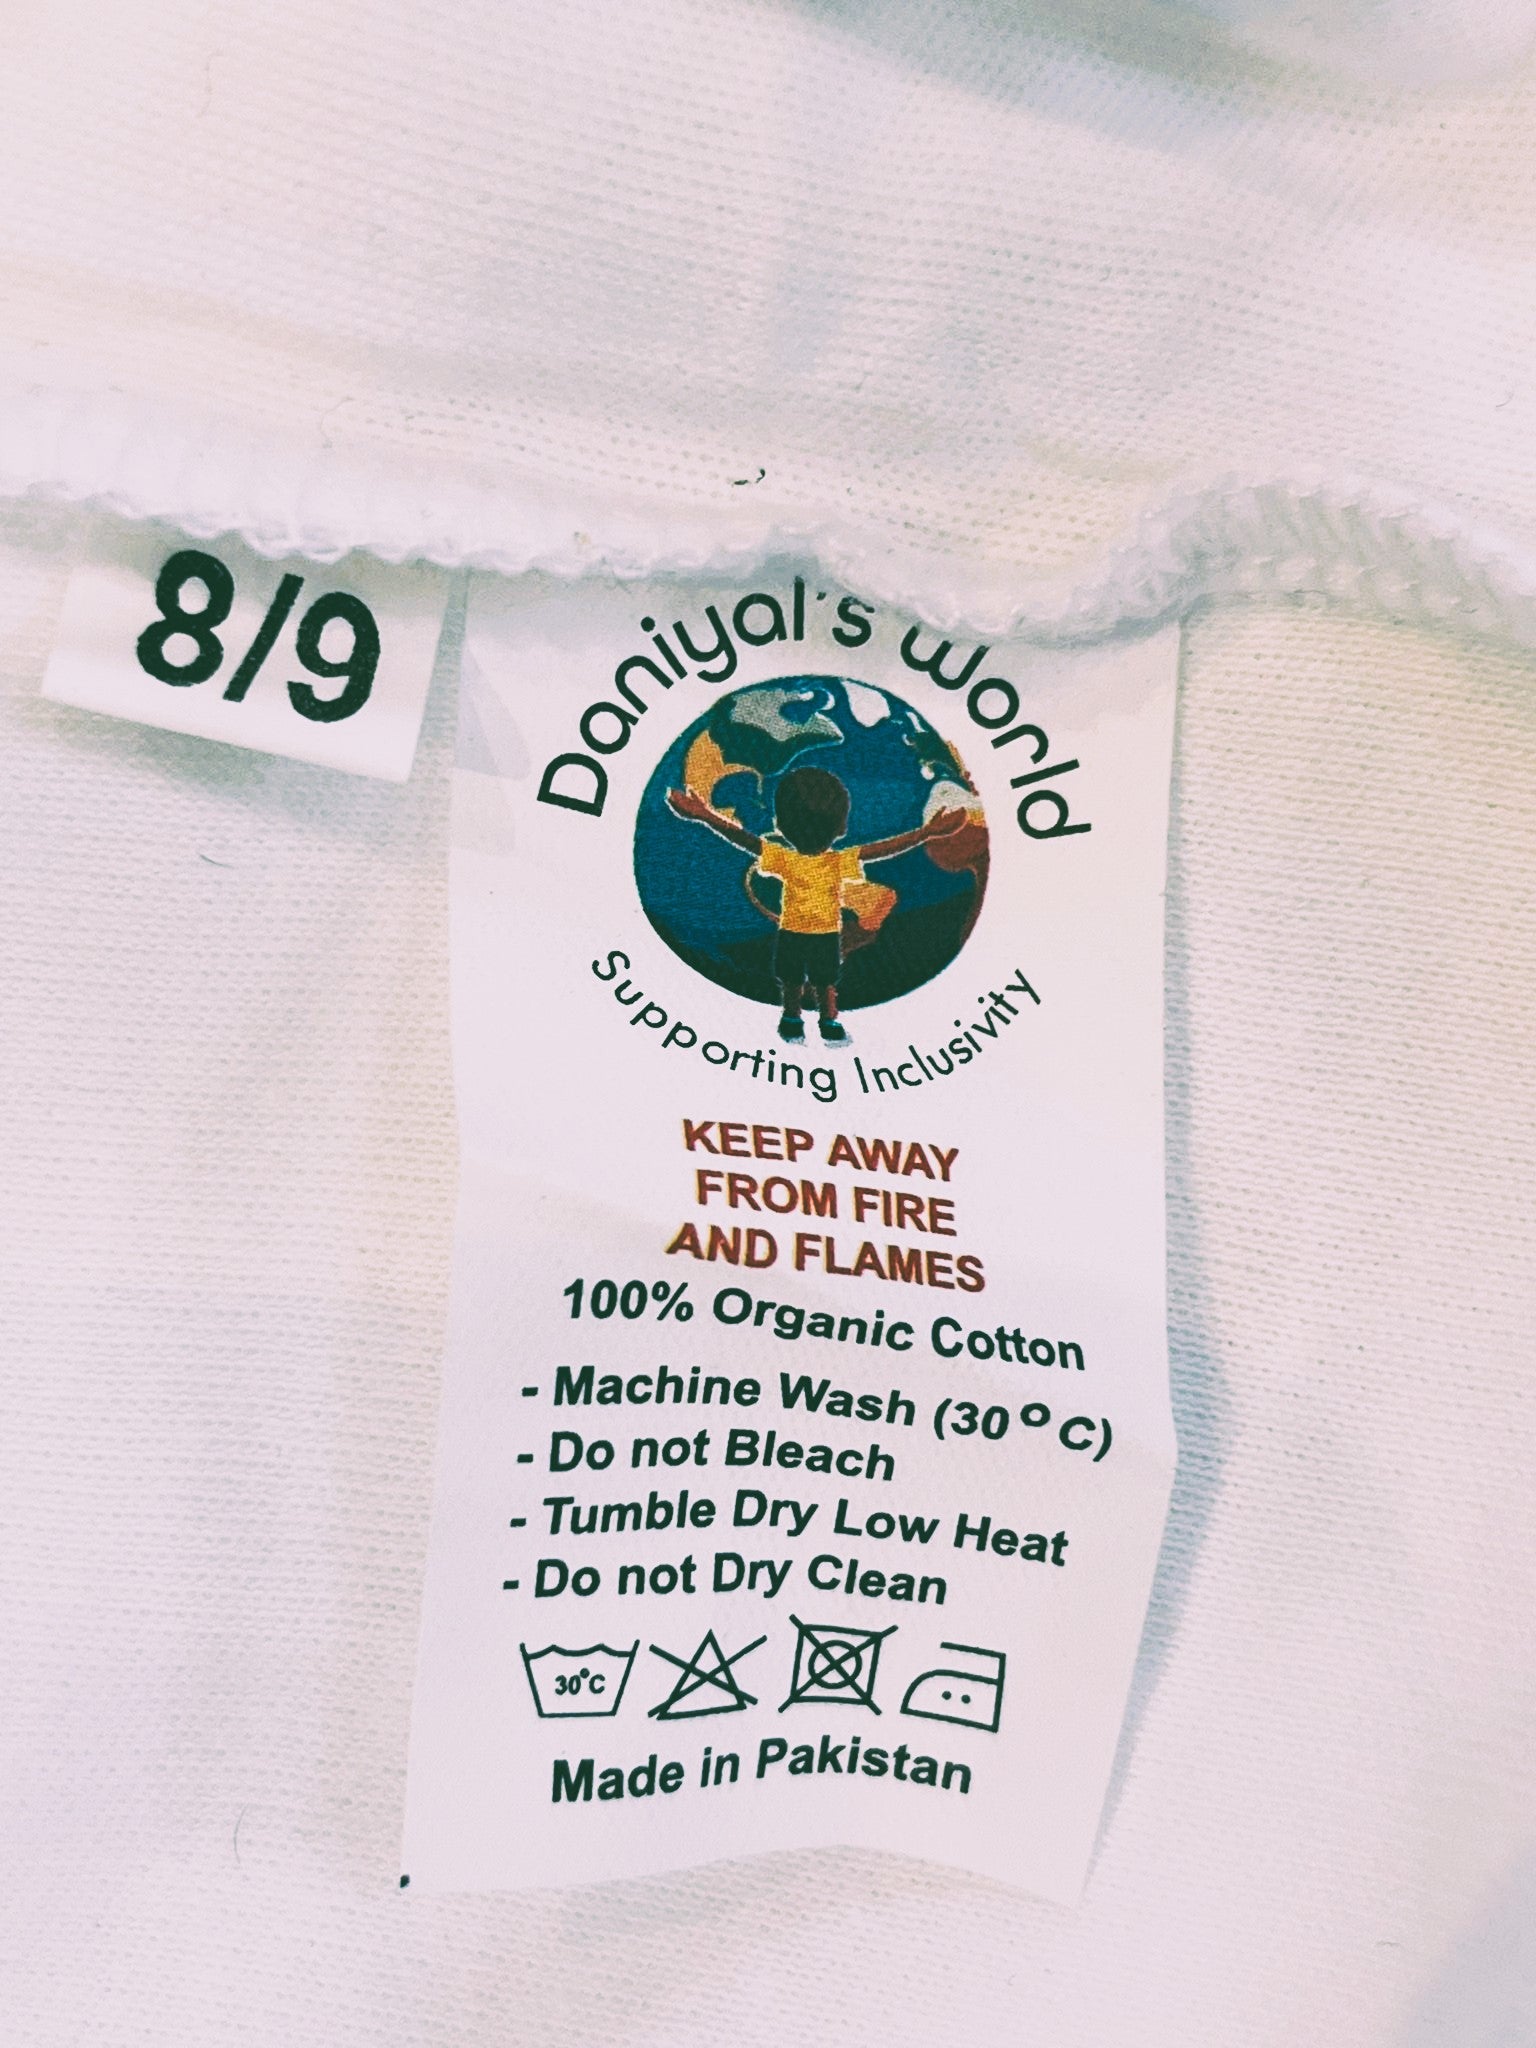 8/9
Daniyal's world
Supporting Inclusivity
KEEP AWAY
FROM FIRE
AND FLAMES
100% Organic Cotton
- Machine Wash (30°C)
- Do not Bleach
- Tumble Dry Low Heat
- Do not Dry Clean
30°C
Made in Pakistan